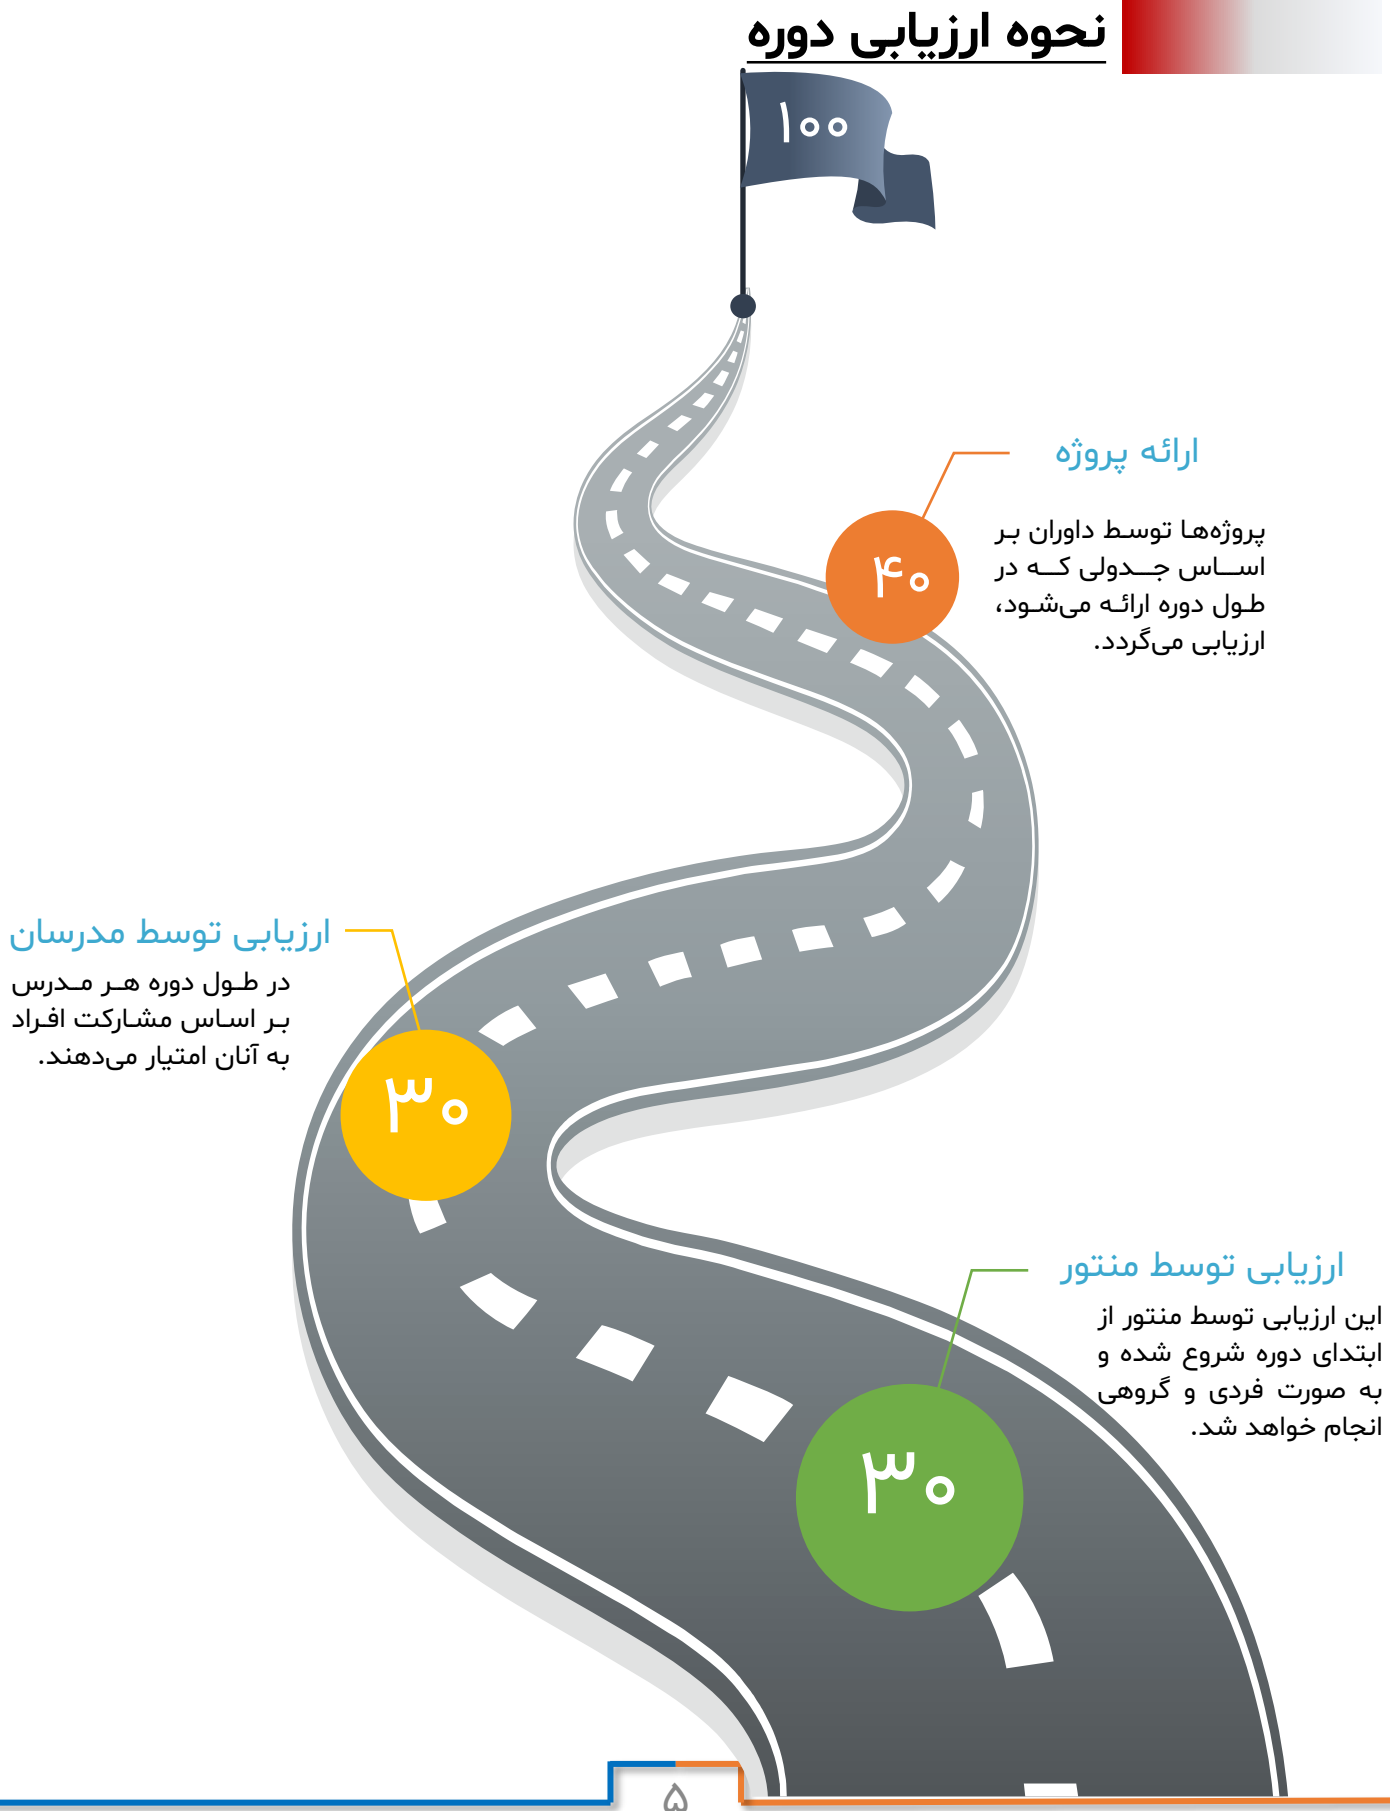 نحوه ارزیابی دوره
۱۰۰
ارائه پروژه
۴۰
پروژه‌ها توسط داوران بر
اساس جدولی که در
طول دوره ارائه می‌شود،
ارزیابی می‌گردد.
ارزیابی توسط مدرسان
در طول دوره هر مدرس
بر اساس مشارکت افراد
به آنان امتیار می‌دهند.
۳۰
ارزیابی توسط منتور
این ارزیابی توسط منتور از
ابتدای دوره شروع شده و
به صورت فردی و گروهی
انجام خواهد شد.
۳۰
۵